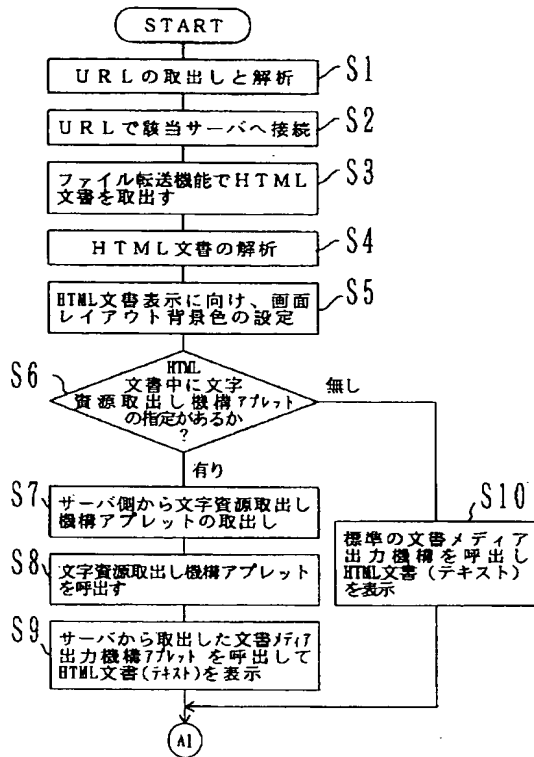 START
URLの取出しと解析
S1
URLで該当サーバへ接続
S2
ファイル転送機能でHTML
文書を取出す
S3
HTML文書の解析
S4
HTML文書表示に向け、画面
レイアウト背景色の設定
S5
S6
HTML
文書中に文字
資源取出し機構アプレット
の指定があるか
?
無し
有り
S7
サーバ側から文字資源取出し
機構アプレットの取出し
S8
文字資源取出し機構アプレット
を呼出す
S9
サーバから取出した文書メディア
出力機構アプレットを呼出して
HTML文書(テキスト)を表示
S10
標準の文書メディア
出力機構を呼出し
HTML文書(テキスト)
を表示
A1